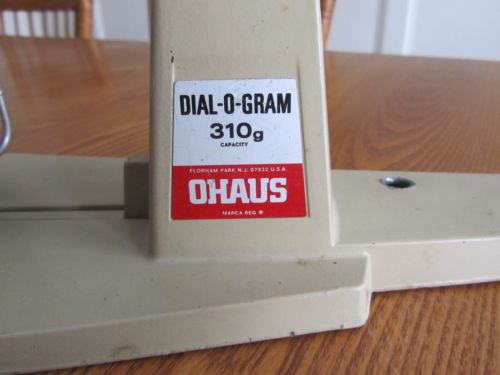 DIAL-O-GRAM
310g
CAPACITY
FLORHAM PARK N.J. 07932 U.S.A.
OHAUS
MARCA REG ®